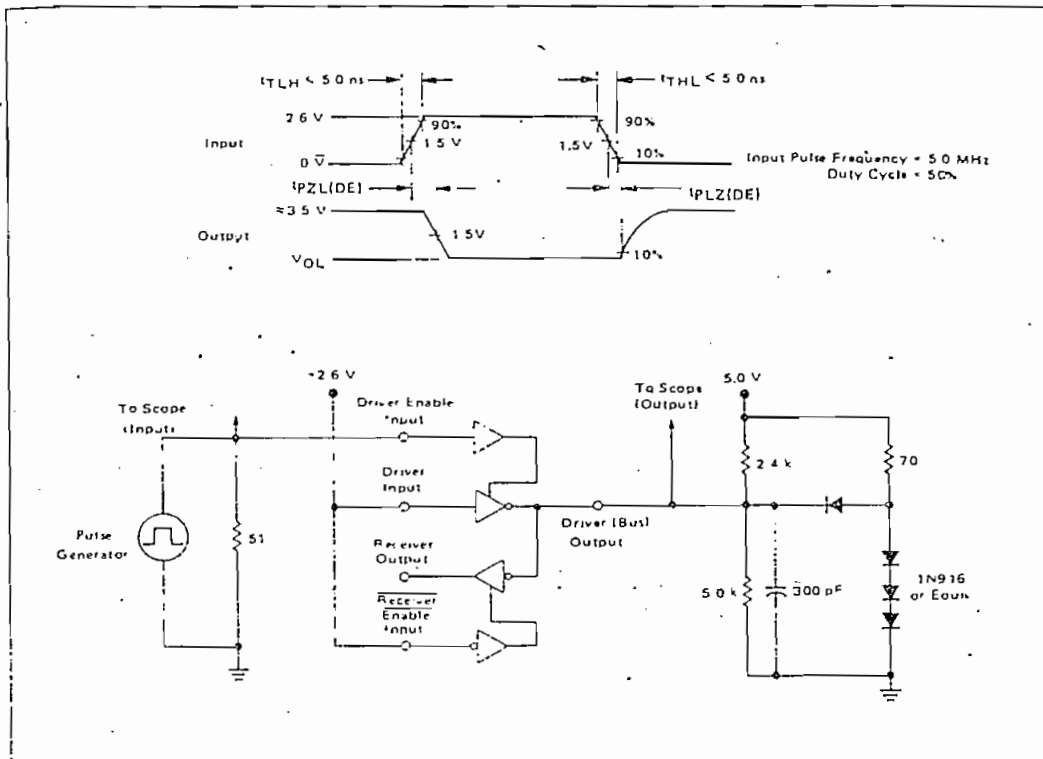 tTLH < 5.0 ns
tTHL < 5.0 ns
2.6 V
90%
90%
Input
1.5 V
1.5V
0 V
10%
Input Pulse Frequency = 5.0 MHz
Duty Cycle = 50%
tPZL(DE)
tPLZ(DE)
≈3.5 V
Output
1.5V
VOL
10%
+2.6 V
5.0 V
To Scope
(Input)
Driver Enable
Input
To Scope
(Output)
2.4 k
70
Driver
Input
Pulse
Generator
51
Driver (Bus)
Output
Receiver
Output
5.0 k
300 pF
1N916
or Equiv
Receiver
Enable
Input